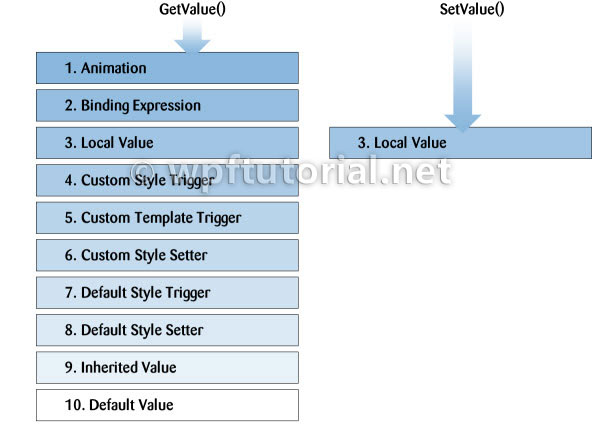 GetValue()
SetValue()
1. Animation
2. Binding Expression
3. Local Value
3. Local Value
© wpftutorial.net
4. Custom Style Trigger
5. Custom Template Trigger
6. Custom Style Setter
7. Default Style Trigger
8. Default Style Setter
9. Inherited Value
10. Default Value